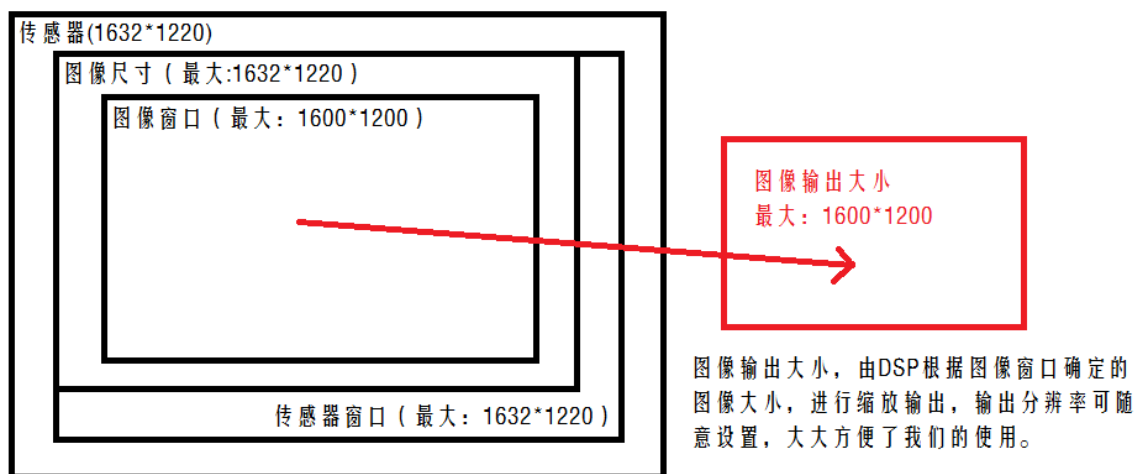 传感器(1632*1220)
图像尺寸（最大:1632*1220）
图像窗口（最大：1600*1200）
传感器窗口（最大：1632*1220）
图像输出大小
最大：1600*1200
图像输出大小，由DSP根据图像窗口确定的
图像大小，进行缩放输出，输出分辨率可随
意设置，大大方便了我们的使用。